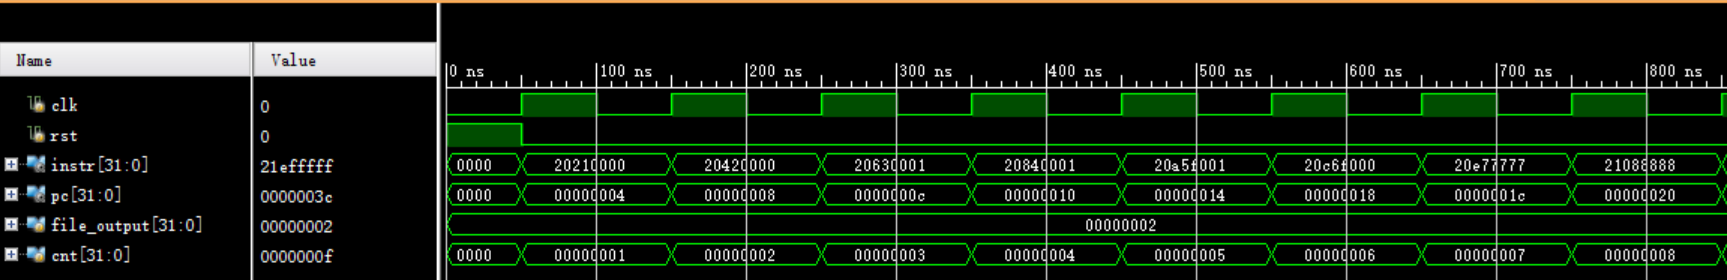 Name Value
0 ns 100 ns 200 ns 300 ns 400 ns 500 ns 600 ns 700 ns 800 ns
clk 0
rst 0
instr[31:0] 21efffff 0000 20210000 20420000 20630001 20840001 20a5f001 20c6f000 20e77777 21088888
pc[31:0] 0000003c 0000 00000004 00000008 0000000c 00000010 00000014 00000018 0000001c 00000020
file_output[31:0] 00000002 00000002
cnt[31:0] 0000000f 0000 00000001 00000002 00000003 00000004 00000005 00000006 00000007 00000008